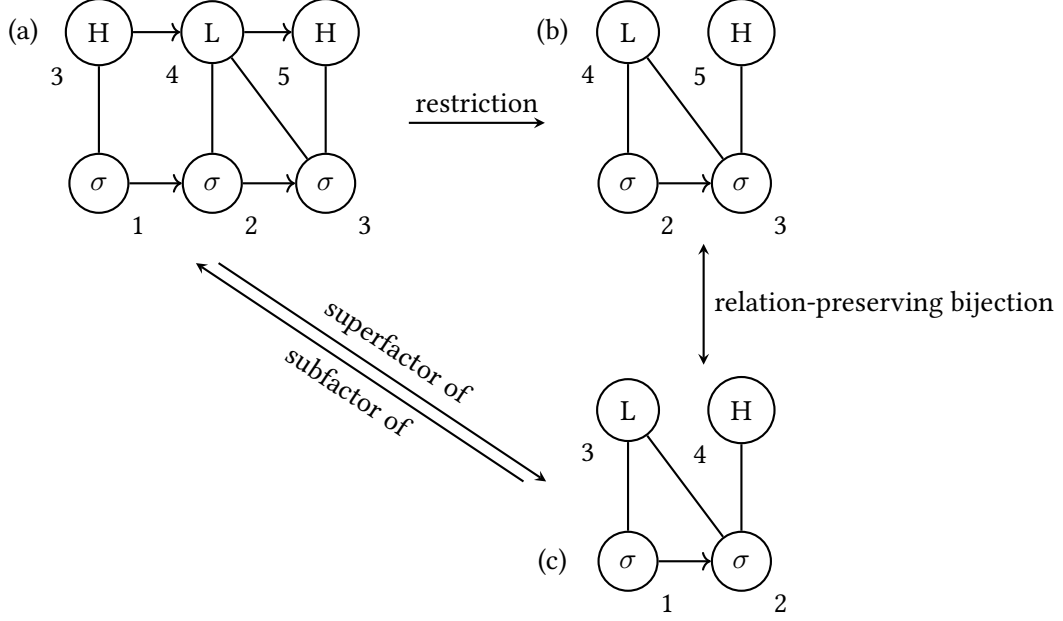 (a) H L H (b) L H
3 4 5 4 5
restriction
σ σ σ σ σ
1 2 3 2 3
superfactor of
subfactor of
relation-preserving bijection
L H
3 4
(c) σ σ
1 2